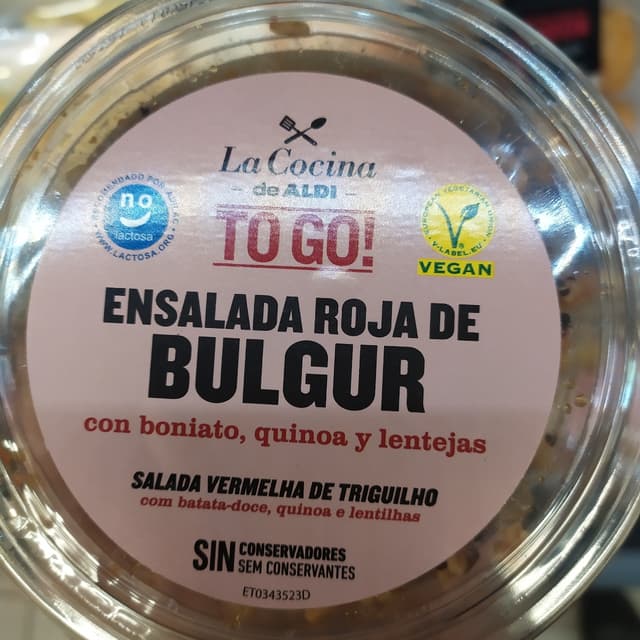 La Cocina
de ALDI
TO GO!
no
lactosa
WWW.LACTOSA.ORG
V-LABEL.EU
VEGAN
ENSALADA ROJA DE
BULGUR
con boniato, quinoa y lentejas
SALADA VERMELHA DE TRIGUILHO
com batata-doce, quinoa e lentilhas
SIN CONSERVADORES
SEM CONSERVANTES
ET0343523D